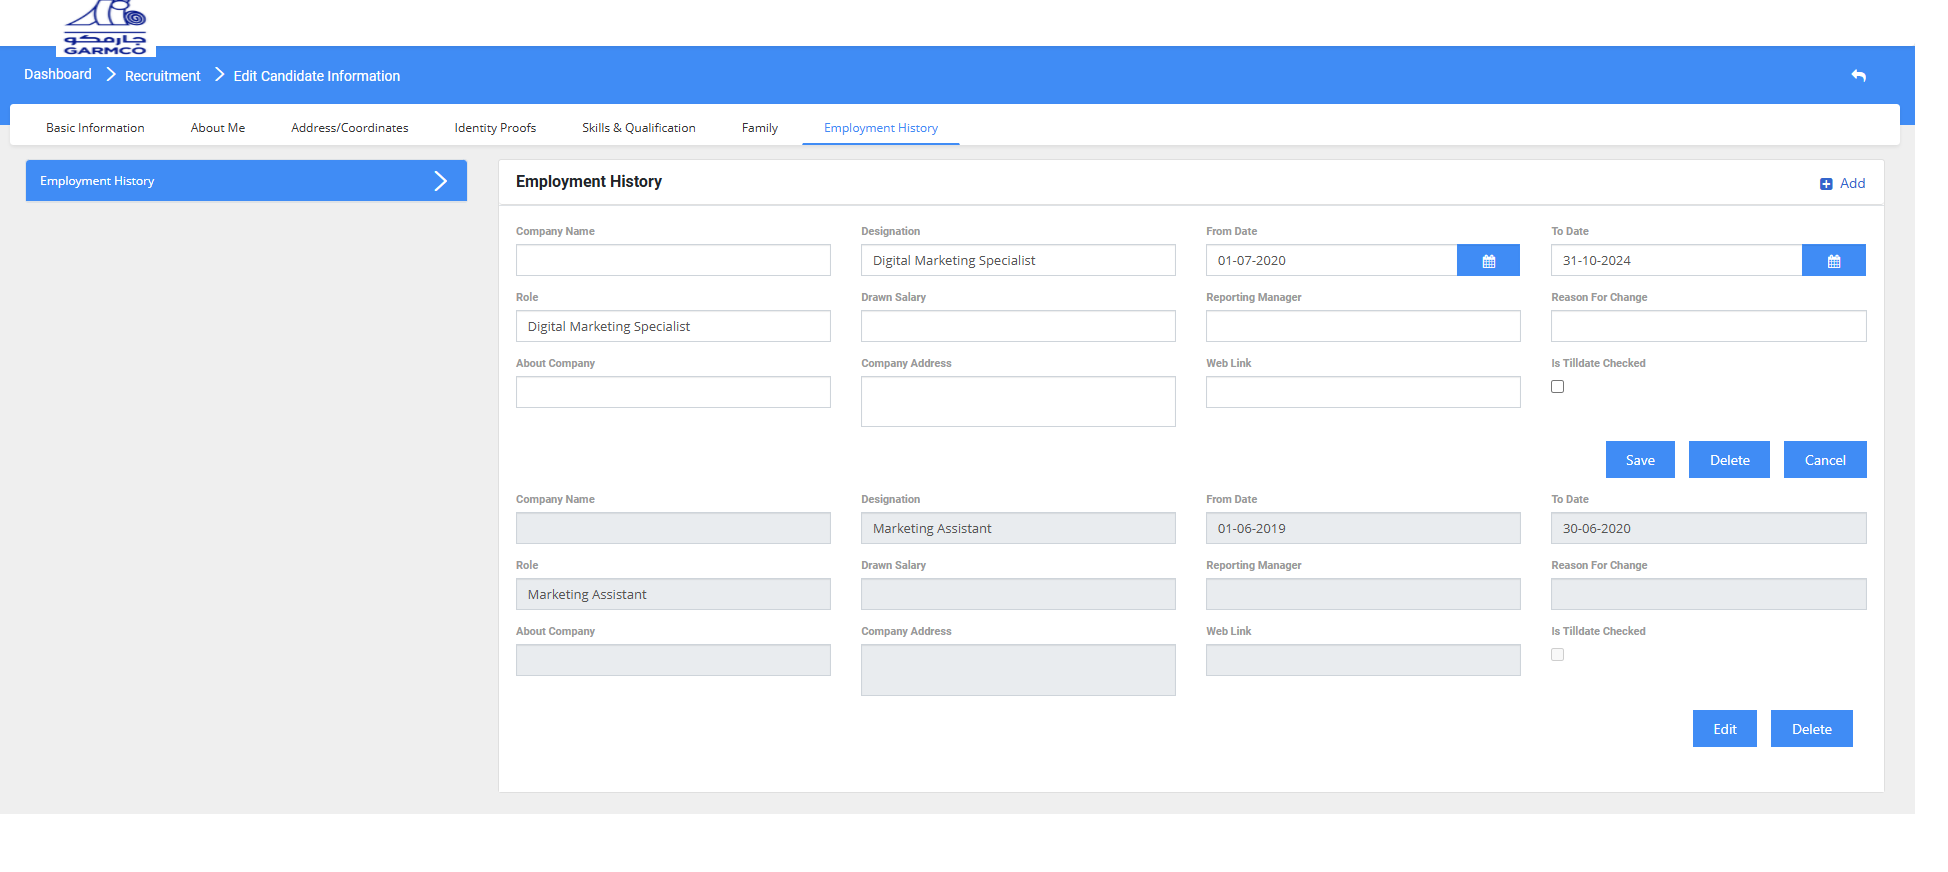 جارمكو
GARMCO
Dashboard Recruitment Edit Candidate Information
Basic Information About Me Address/Coordinates Identity Proofs Skills & Qualification Family Employment History
Employment History
Employment History
Add
Company Name Designation From Date To Date
Digital Marketing Specialist 01-07-2020 31-10-2024
Role Drawn Salary Reporting Manager Reason For Change
Digital Marketing Specialist
About Company Company Address Web Link Is Tilldate Checked
Save Delete Cancel
Company Name Designation From Date To Date
Marketing Assistant 01-06-2019 30-06-2020
Role Drawn Salary Reporting Manager Reason For Change
Marketing Assistant
About Company Company Address Web Link Is Tilldate Checked
Edit Delete